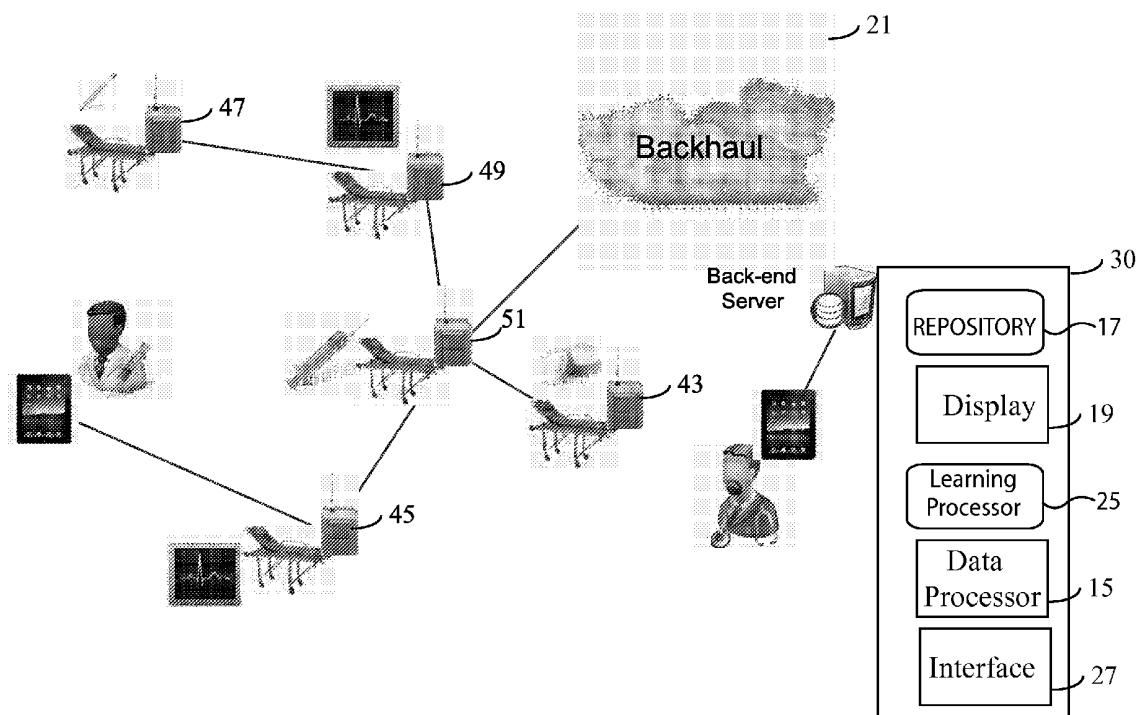 21
47
Backhaul
49
30
Back-end
Server
REPOSITORY
17
51
43
Display
19
Learning
Processor
25
45
Data
Processor
15
Interface
27